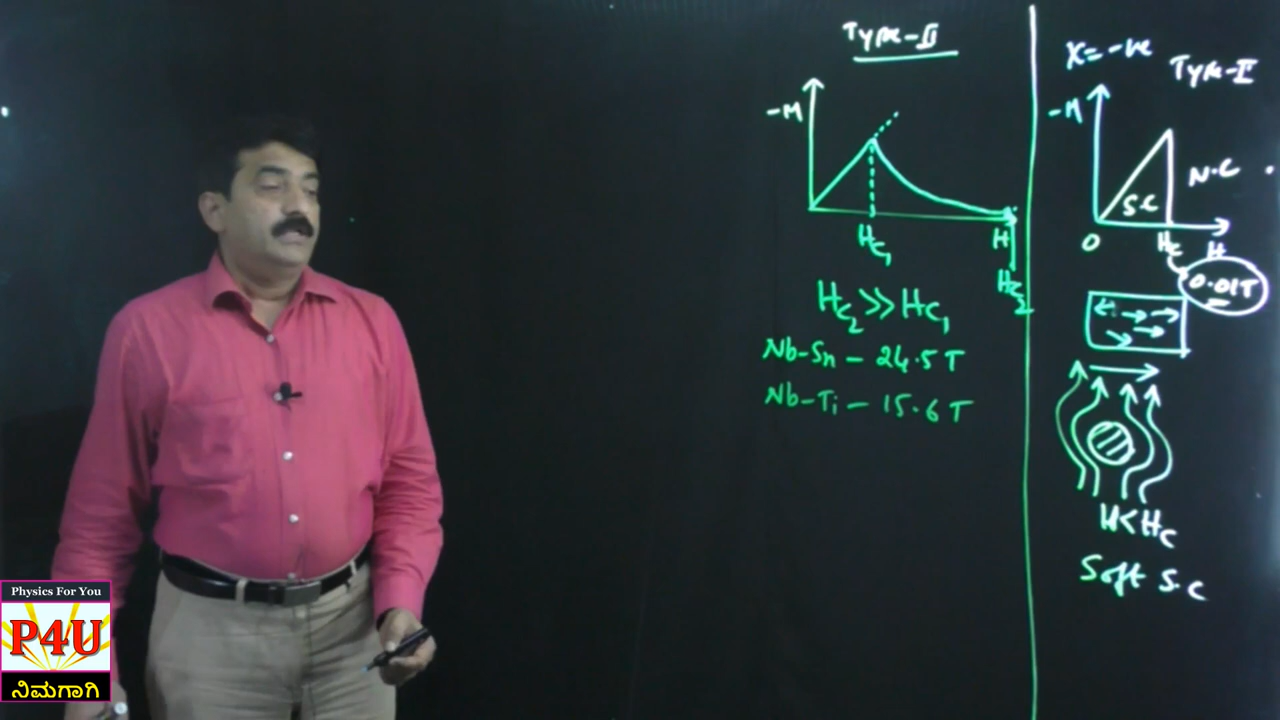 Type-II
-M
Hc1
H
Hc2
Hc2 >> Hc1
Nb-Sn - 24.5 T
Nb-Ti - 15.6 T
χ = -ve
Type-I
-M
N.C
S.C
O
Hc
H
0.01T
H < Hc
Soft S.C
Physics For You
P4U
ನಿಮಗಾಗಿ